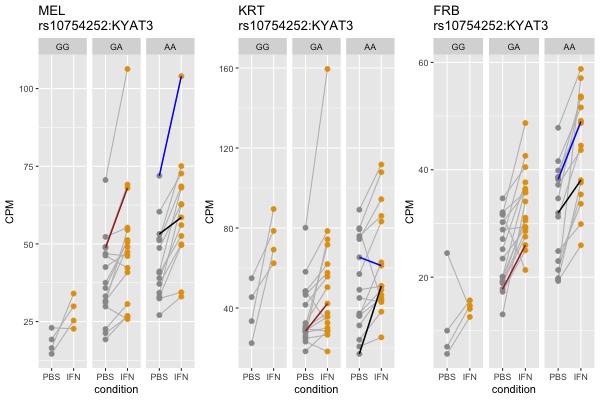 MEL
rs10754252:KYAT3
GG GA AA
CPM
100
75
50
25
PBS IFN PBS IFN PBS IFN
condition
KRT
rs10754252:KYAT3
GG GA AA
CPM
160
120
80
40
PBS IFN PBS IFN PBS IFN
condition
FRB
rs10754252:KYAT3
GG GA AA
CPM
60
40
20
PBS IFN PBS IFN PBS IFN
condition